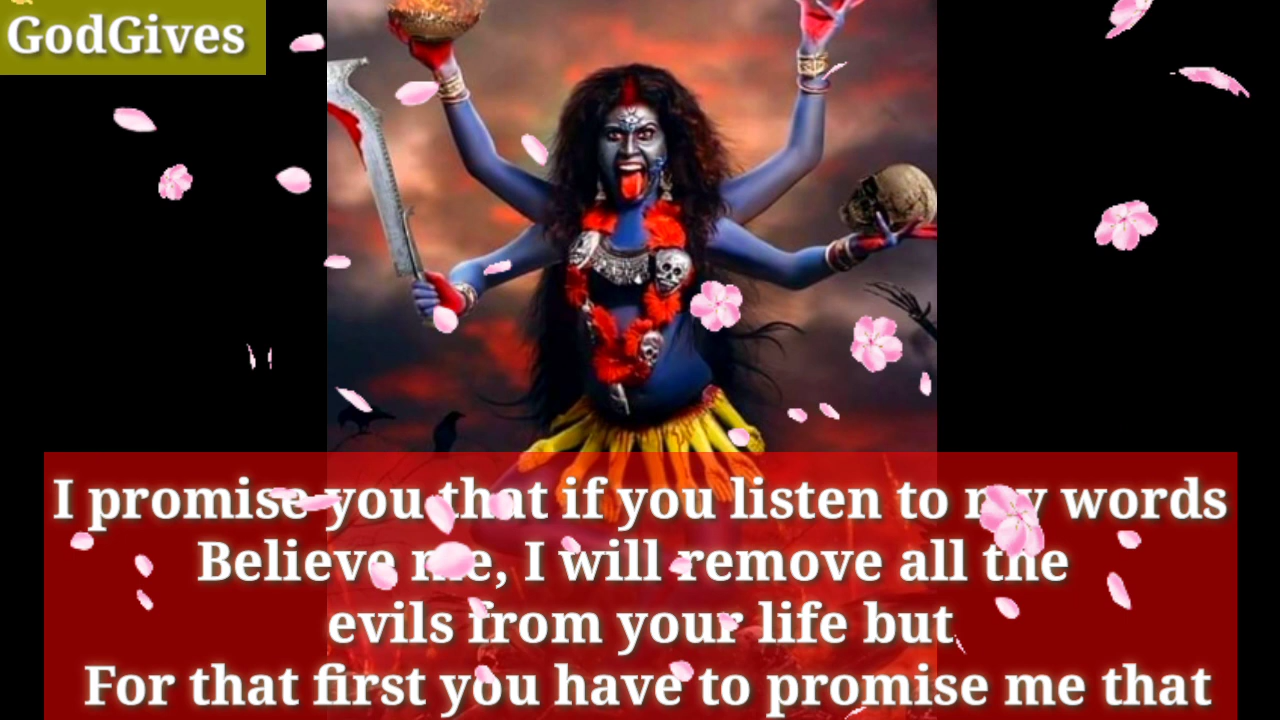 GodGives
I promise you that if you listen to my words
Believe me, I will remove all the
evils from your life but
For that first you have to promise me that